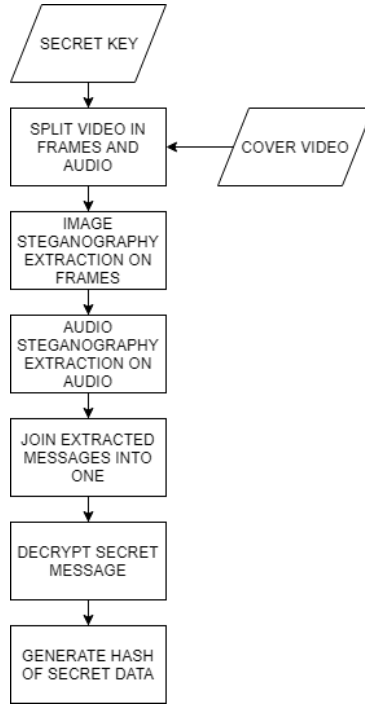 SECRET KEY
SPLIT VIDEO IN
FRAMES AND
AUDIO
COVER VIDEO
IMAGE
STEGANOGRAPHY
EXTRACTION ON
FRAMES
AUDIO
STEGANOGRAPHY
EXTRACTION ON
AUDIO
JOIN EXTRACTED
MESSAGES INTO
ONE
DECRYPT SECRET
MESSAGE
GENERATE HASH
OF SECRET DATA